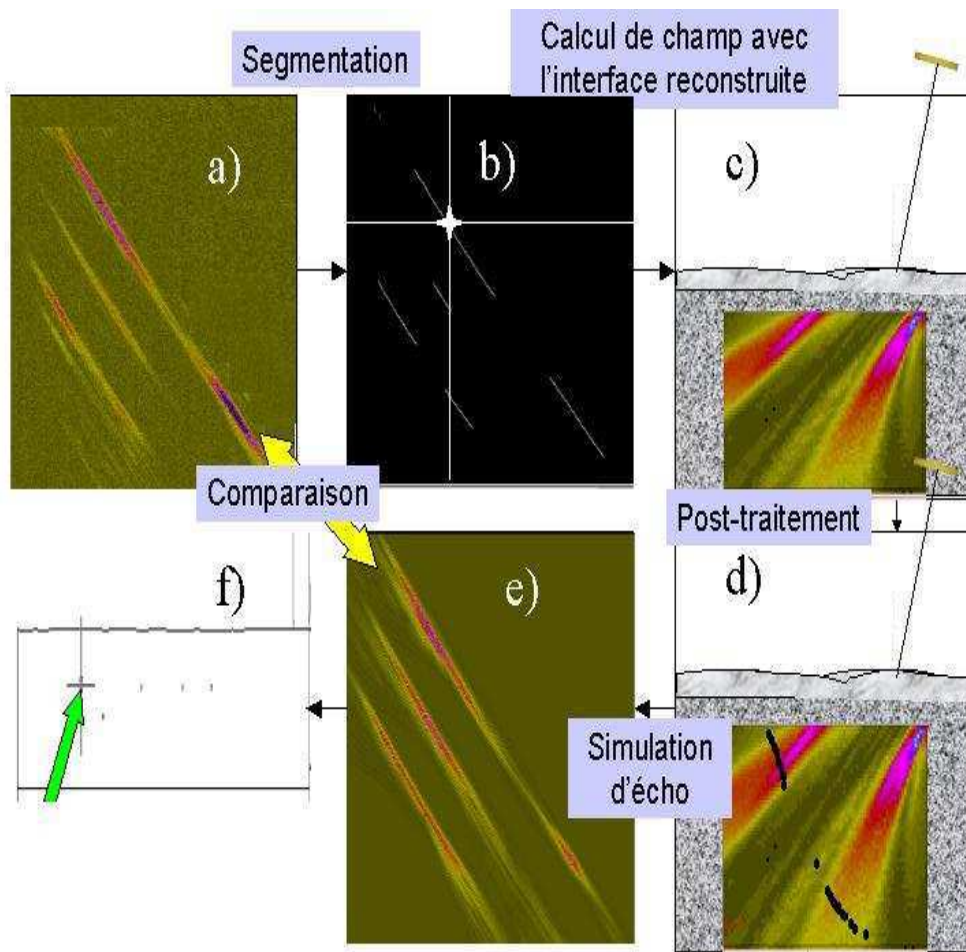 Segmentation
Calcul de champ avec
l'interface reconstruite
a)
b)
c)
Comparaison
Post-traitement
f)
e)
d)
Simulation
d'écho